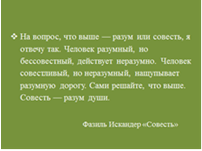 На вопрос, что выше — разум или совесть, я
отвечу так. Человек разумный, но
бессовестный, действует неразумно. Человек
совестливый, но неразумный, нащупывает
разумную дорогу. Сами решайте, что выше.
Совесть — разум души.
Фазиль Искандер «Совесть»